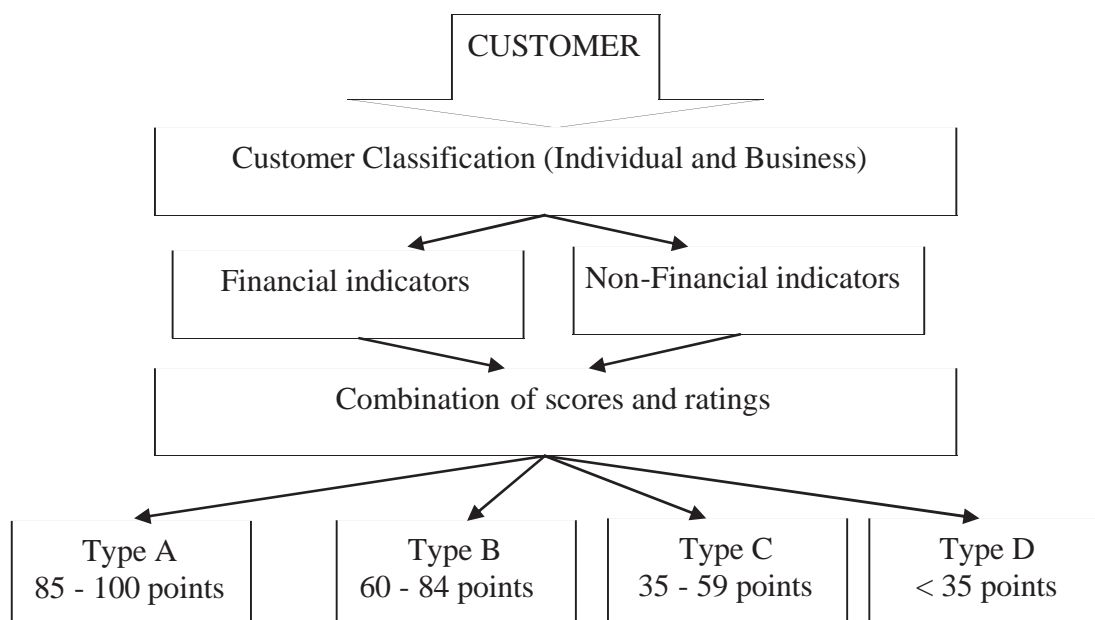 CUSTOMER
Customer Classification (Individual and Business)
Financial indicators
Non-Financial indicators
Combination of scores and ratings
Type A
85 - 100 points
Type B
60 - 84 points
Type C
35 - 59 points
Type D
< 35 points